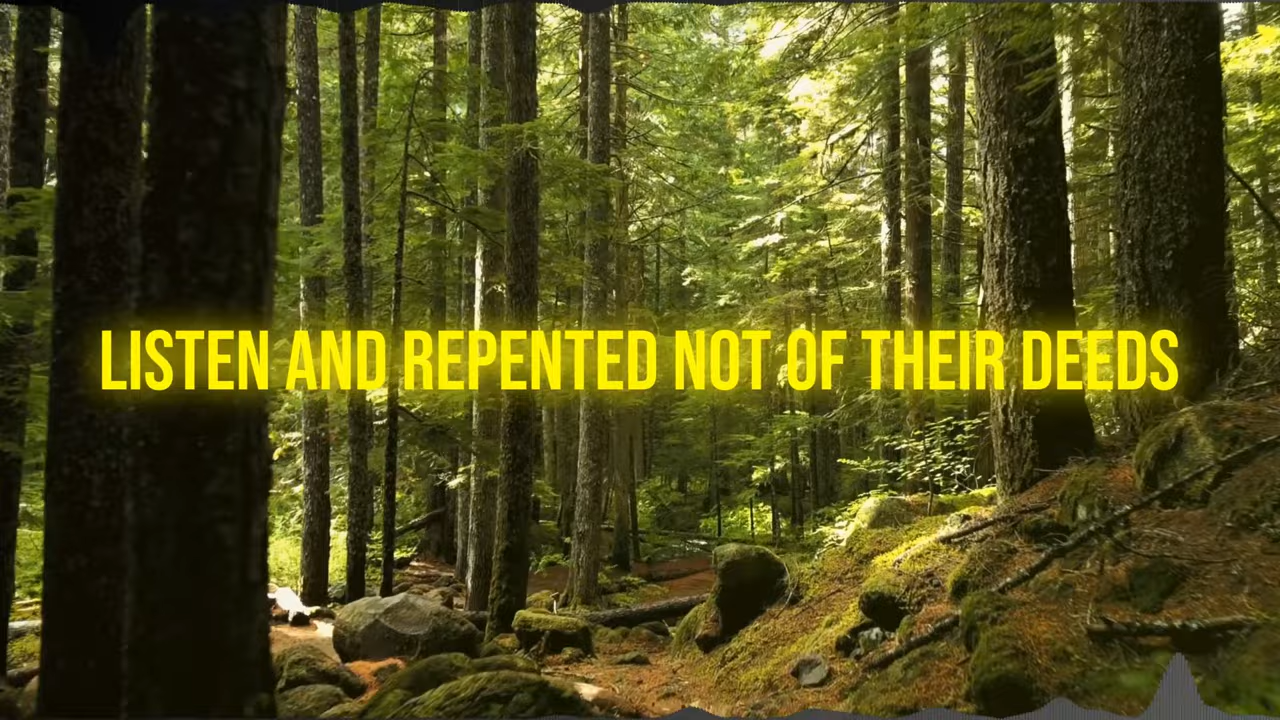 LISTEN AND REPENTED NOT OF THEIR DEEDS